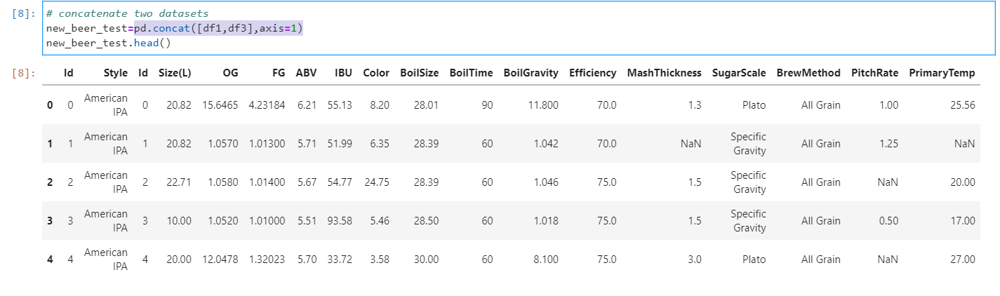 [8]: # concatenate two datasets
new_beer_test=pd.concat([df1,df3],axis=1)
new_beer_test.head()
[8]: Id Style Id Size(L) OG FG ABV IBU Color BoilSize BoilTime BoilGravity Efficiency MashThickness SugarScale BrewMethod PitchRate PrimaryTemp
0 0 American IPA 0 20.82 15.6465 4.23184 6.21 55.13 8.20 28.01 90 11.800 70.0 1.3 Plato All Grain 1.00 25.56
1 1 American IPA 1 20.82 1.0570 1.01300 5.71 51.99 6.35 28.39 60 1.042 70.0 NaN Specific Gravity All Grain 1.25 NaN
2 2 American IPA 2 22.71 1.0580 1.01400 5.67 54.77 24.75 28.39 60 1.046 75.0 1.5 Specific Gravity All Grain NaN 20.00
3 3 American IPA 3 10.00 1.0520 1.01000 5.51 93.58 5.46 28.50 60 1.018 75.0 1.5 Specific Gravity All Grain 0.50 17.00
4 4 American IPA 4 20.00 12.0478 1.32023 5.70 33.72 3.58 30.00 60 8.100 75.0 3.0 Plato All Grain NaN 27.00